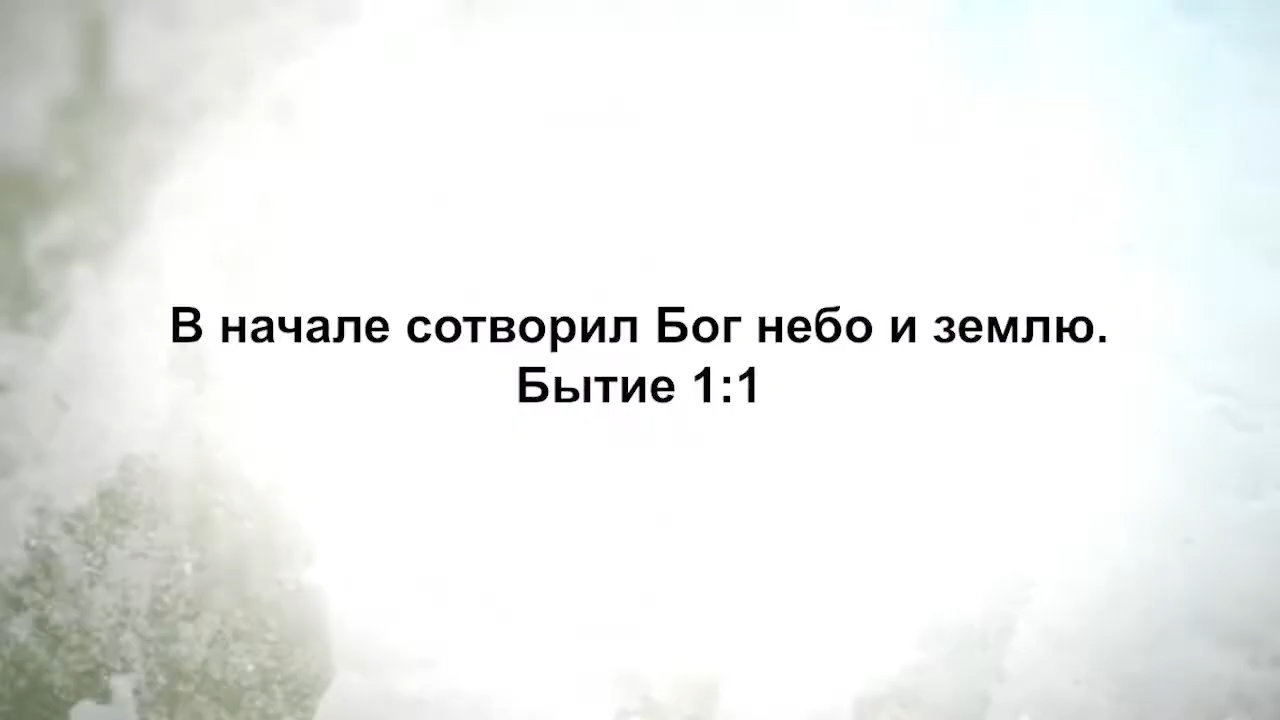 В начале сотворил Бог небо и землю.
Бытие 1:1